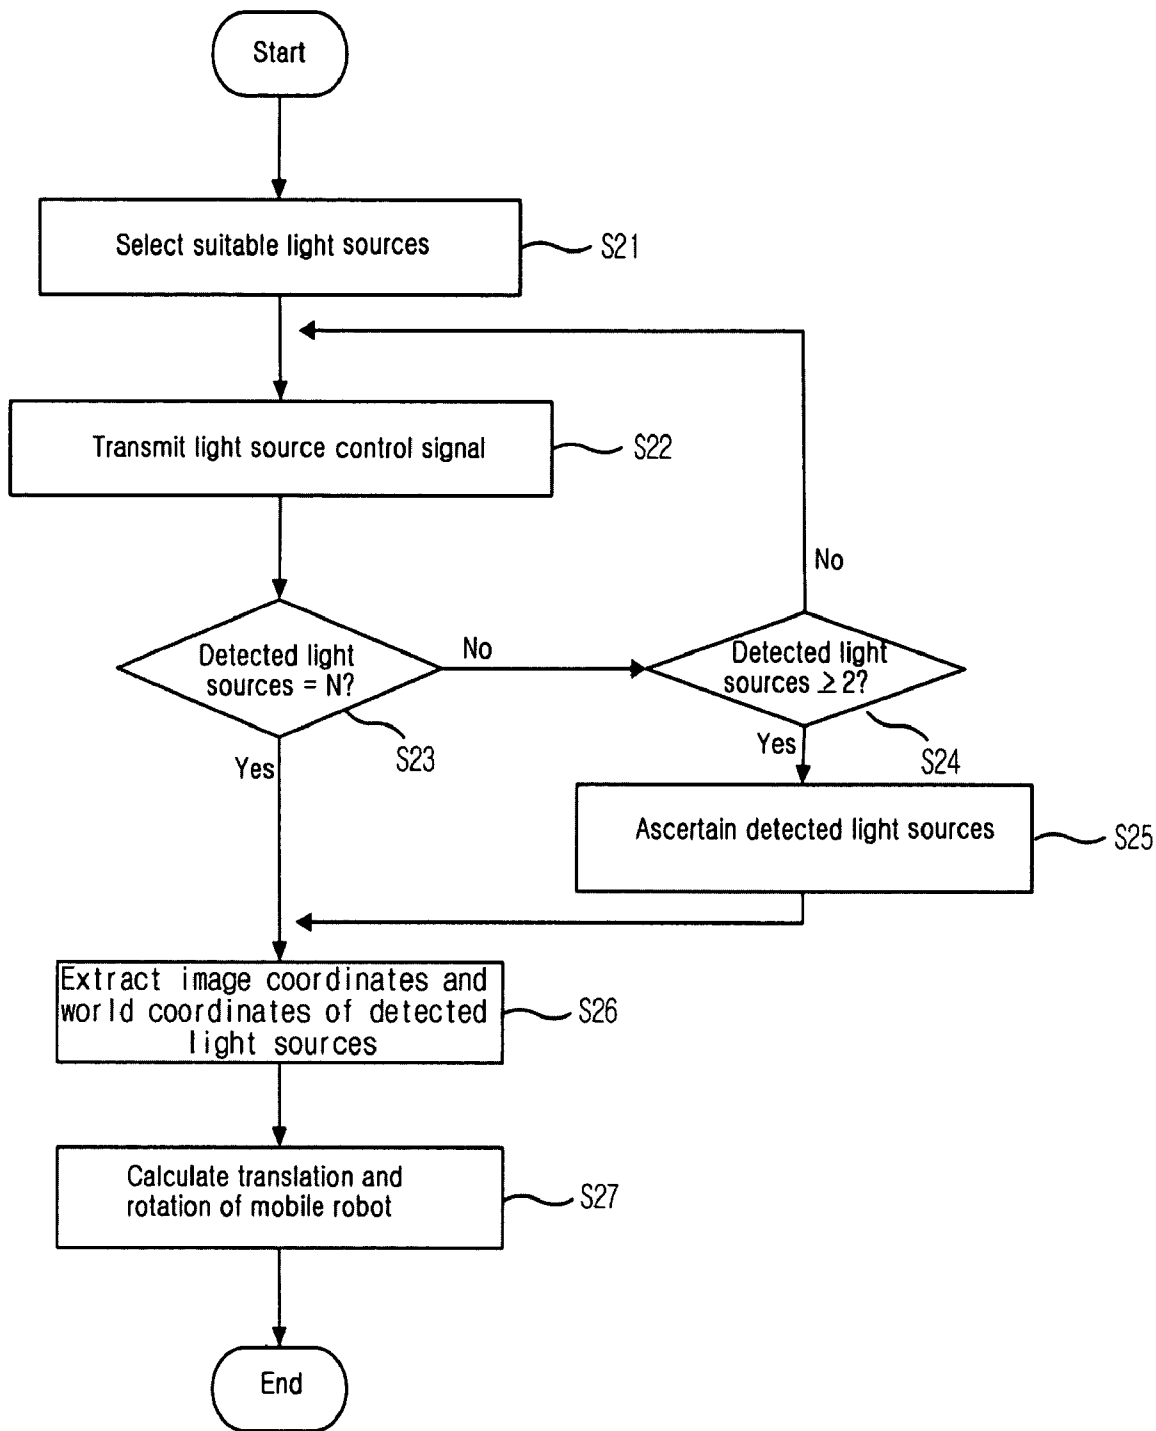 Start
Select suitable light sources
S21
Transmit light source control signal
S22
No
Detected light
sources = N?
S23
No
Detected light
sources ≥ 2?
S24
Yes
Yes
Ascertain detected light sources
S25
Extract image coordinates and
world coordinates of detected
light sources
S26
Calculate translation and
rotation of mobile robot
S27
End